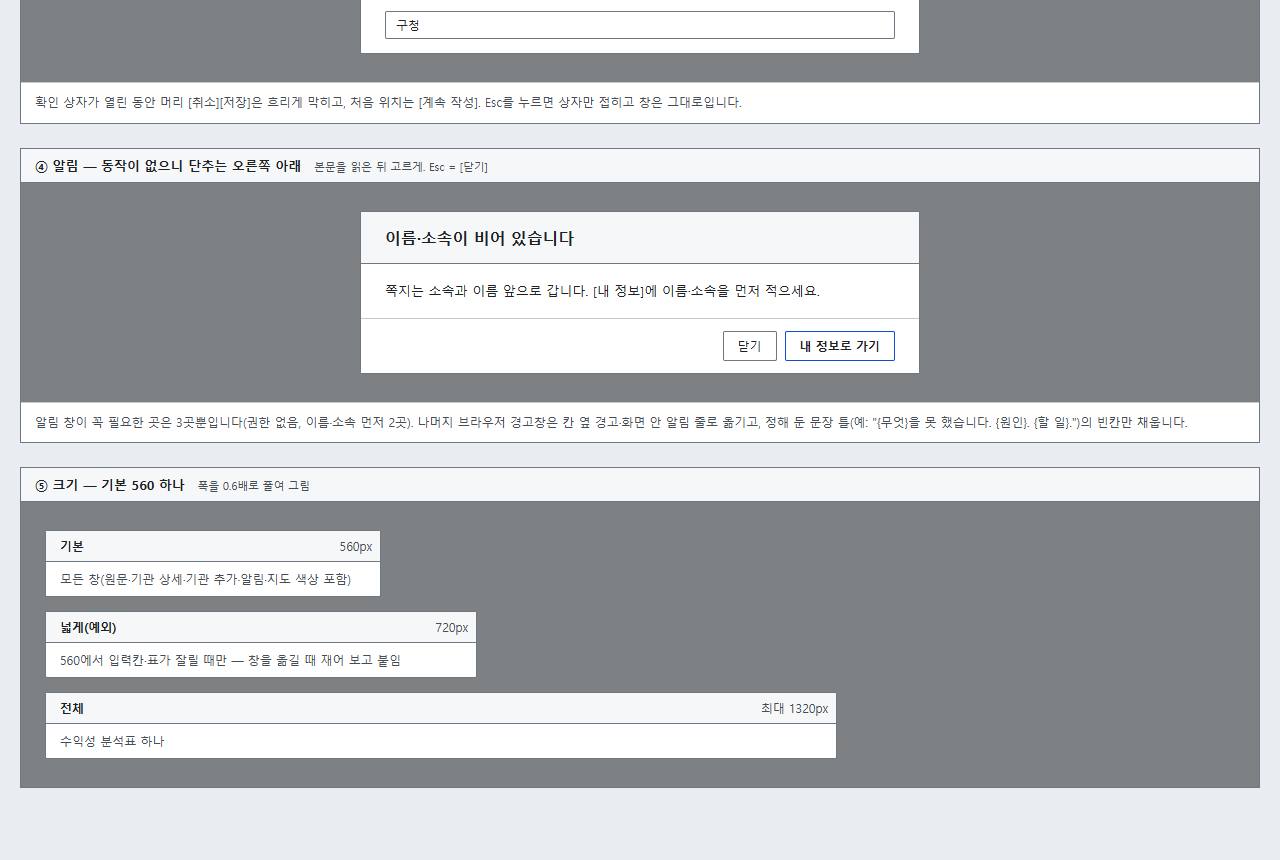 구청
확인 상자가 열린 동안 머리 [취소][저장]은 흐리게 막히고, 처음 위치는 [계속 작성]. Esc를 누르면 상자만 접히고 창은 그대로입니다.
④ 알림 — 동작이 없으니 단추는 오른쪽 아래 본문을 읽은 뒤 고르게. Esc = [닫기]
이름·소속이 비어 있습니다
쪽지는 소속과 이름 앞으로 갑니다. [내 정보]에 이름·소속을 먼저 적으세요.
닫기 내 정보로 가기
알림 창이 꼭 필요한 곳은 3곳뿐입니다(권한 없음, 이름·소속 먼저 2곳). 나머지 브라우저 경고창은 칸 옆 경고·화면 안 알림 줄로 옮기고, 정해 둔 문장 틀(예: "{무엇}을 못 했습니다. {원인}. {할 일}.")의 빈칸만 채웁니다.
⑤ 크기 — 기본 560 하나 폭을 0.6배로 줄여 그림
기본 560px
모든 창(원문·기관 상세·기관 추가·알림·지도 색상 포함)
넓게(예외) 720px
560에서 입력칸·표가 잘릴 때만 — 창을 옮길 때 재어 보고 붙임
전체 최대 1320px
수익성 분석표 하나